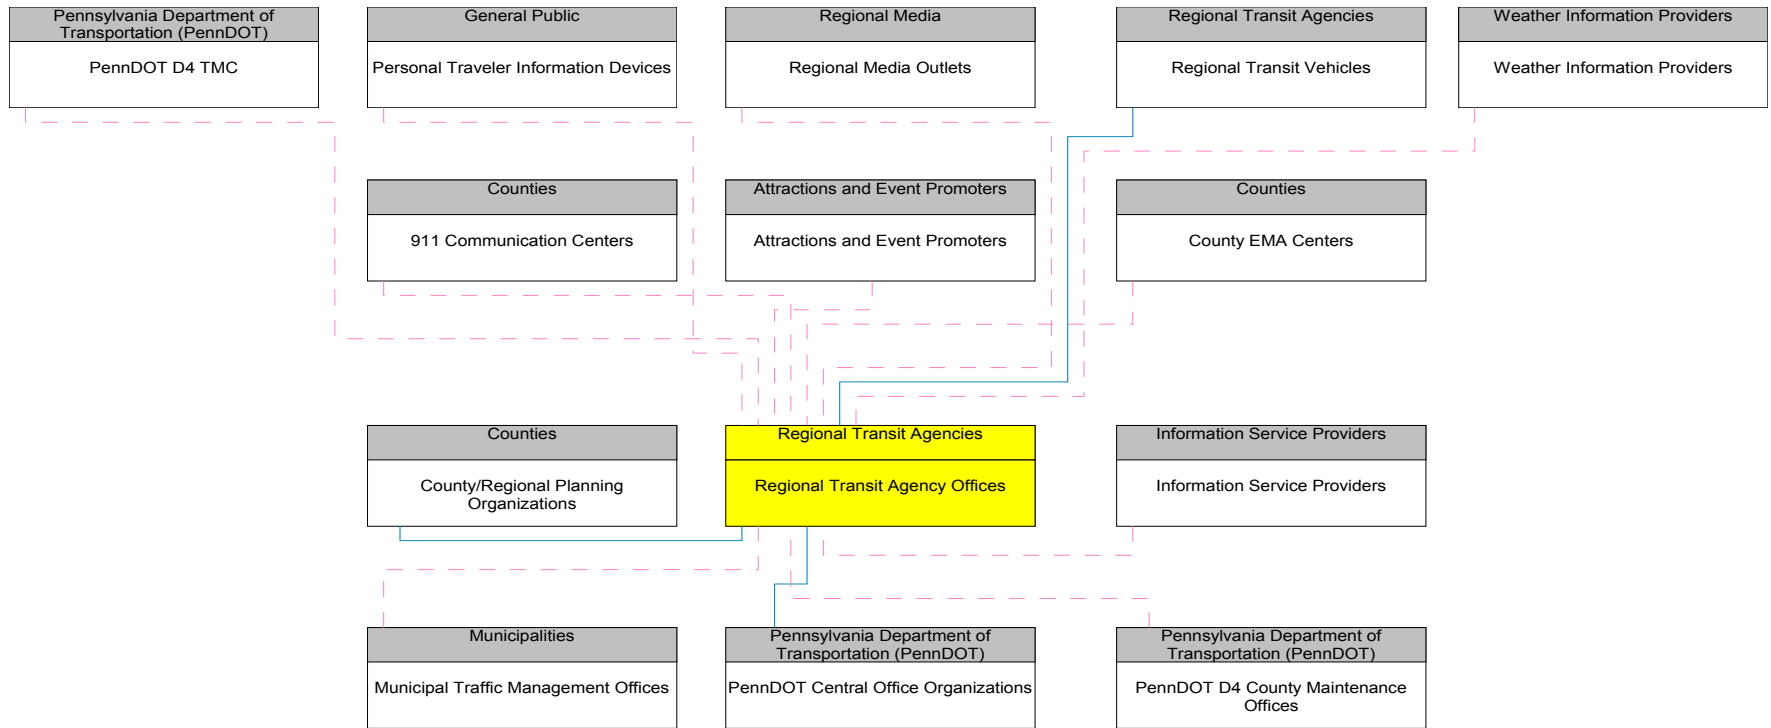 Pennsylvania Department of
Transportation (PennDOT)
PennDOT D4 TMC
General Public
Personal Traveler Information Devices
Regional Media
Regional Media Outlets
Regional Transit Agencies
Regional Transit Vehicles
Weather Information Providers
Weather Information Providers
Counties
911 Communication Centers
Attractions and Event Promoters
Attractions and Event Promoters
Counties
County EMA Centers
Counties
County/Regional Planning
Organizations
Regional Transit Agencies
Regional Transit Agency Offices
Information Service Providers
Information Service Providers
Municipalities
Municipal Traffic Management Offices
Pennsylvania Department of
Transportation (PennDOT)
PennDOT Central Office Organizations
Pennsylvania Department of
Transportation (PennDOT)
PennDOT D4 County Maintenance
Offices